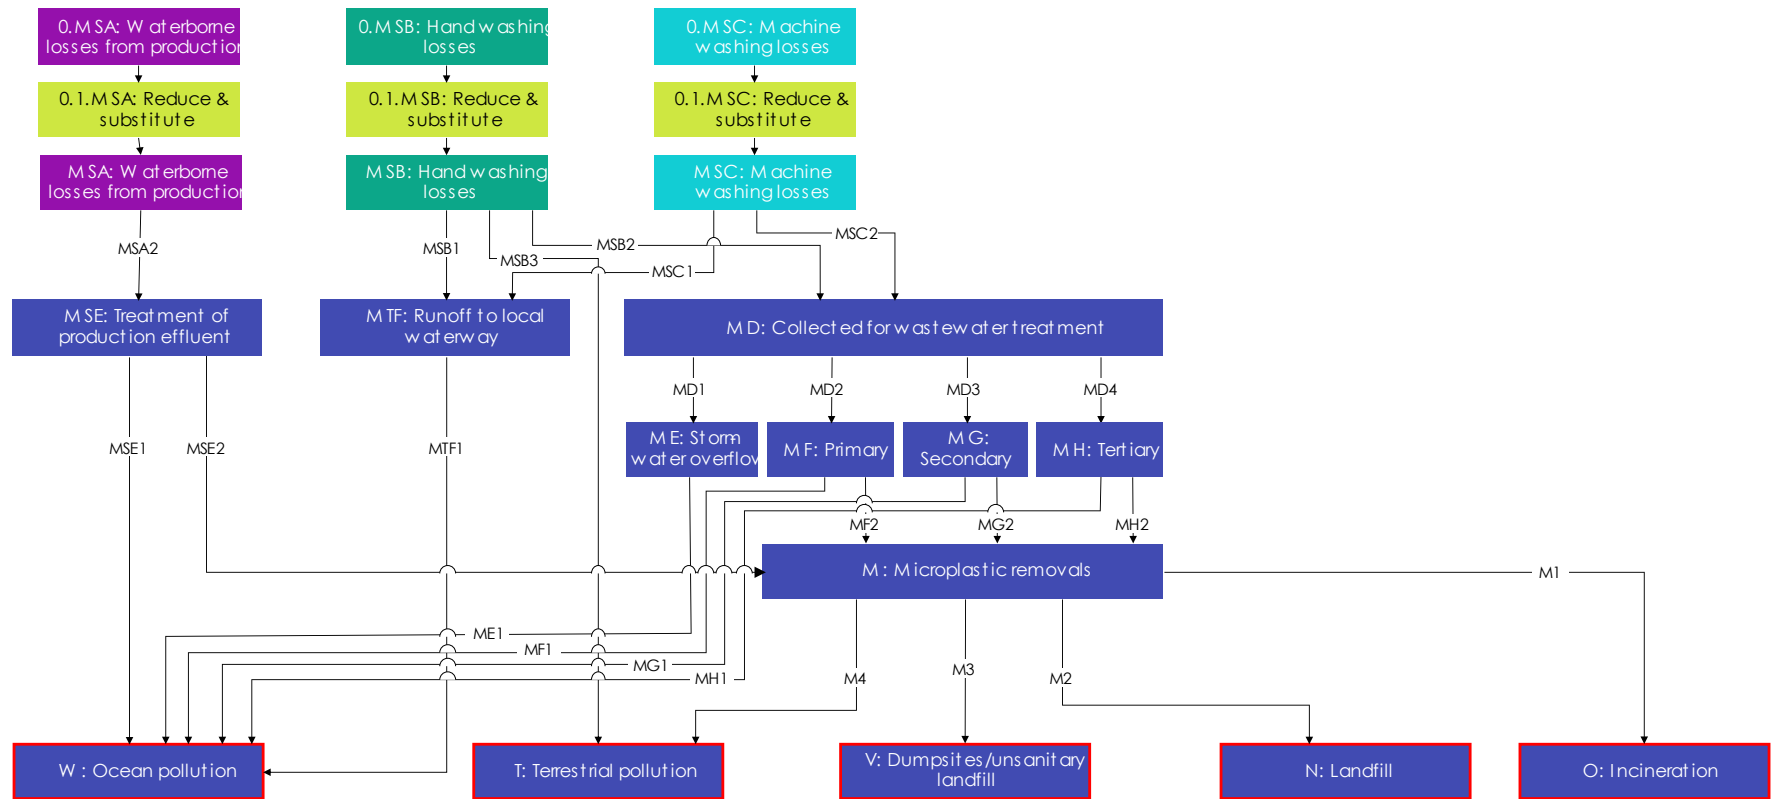 0.MSA: Waterborne
losses from production
0.MSB: Hand washing
losses
0.MSC: Machine
washing losses
0.1.MSA: Reduce &
substitute
0.1.MSB: Reduce &
substitute
0.1.MSC: Reduce &
substitute
MSA: Waterborne
losses from production
MSB: Hand washing
losses
MSC: Machine
washing losses
MSA2
MSB1
MSB3
MSB2
MSC1
MSC2
MSE: Treatment of
production effluent
MTF: Runoff to local
waterway
MD: Collected for wastewater treatment
MD1
MD2
MD3
MD4
ME: Storm-
water overflow
MF: Primary
MG:
Secondary
MH: Tertiary
MSE1
MSE2
MTF1
MF2
MG2
MH2
M: Microplastic removals
M1
ME1
MF1
MG1
MH1
M4
M3
M2
W: Ocean pollution
T: Terrestrial pollution
V: Dumpsites/unsanitary
landfill
N: Landfill
O: Incineration